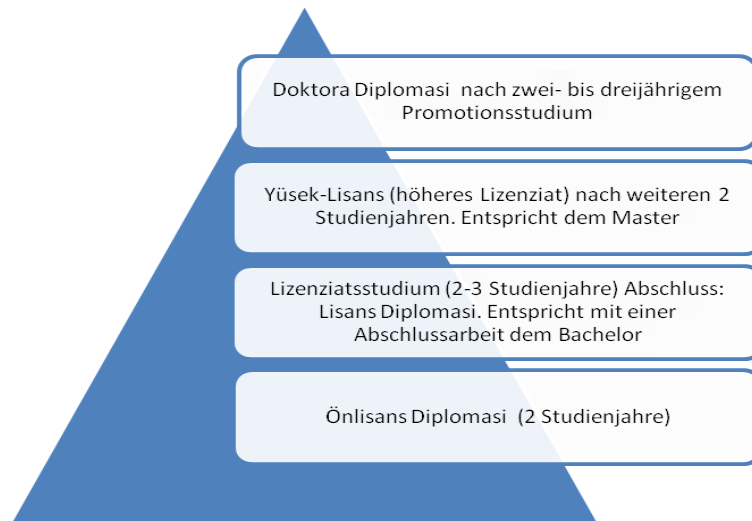 Doktora Diplomasi nach zwei- bis dreijährigem
Promotionsstudium
Yüsek-Lisans (höheres Lizenziat) nach weiteren 2
Studienjahren. Entspricht dem Master
Lizenziatsstudium (2-3 Studienjahre) Abschluss:
Lisans Diplomasi. Entspricht mit einer
Abschlussarbeit dem Bachelor
Önlisans Diplomasi (2 Studienjahre)